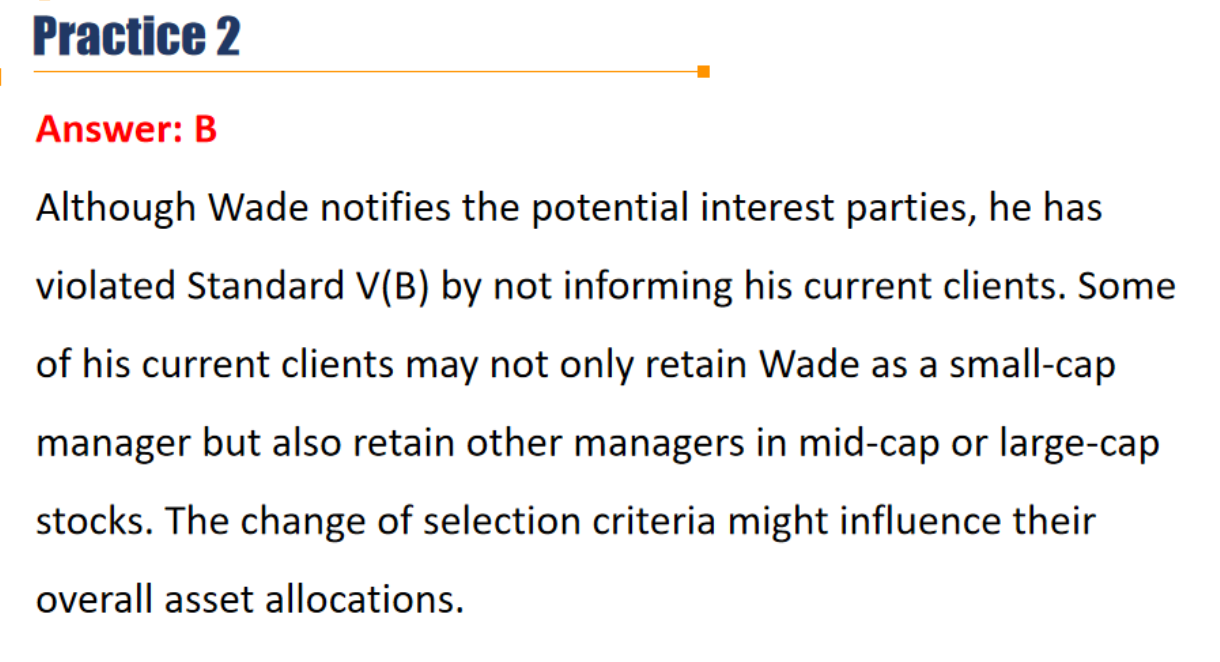 Practice 2
Answer: B
Although Wade notifies the potential interest parties, he has
violated Standard V(B) by not informing his current clients. Some
of his current clients may not only retain Wade as a small-cap
manager but also retain other managers in mid-cap or large-cap
stocks. The change of selection criteria might influence their
overall asset allocations.